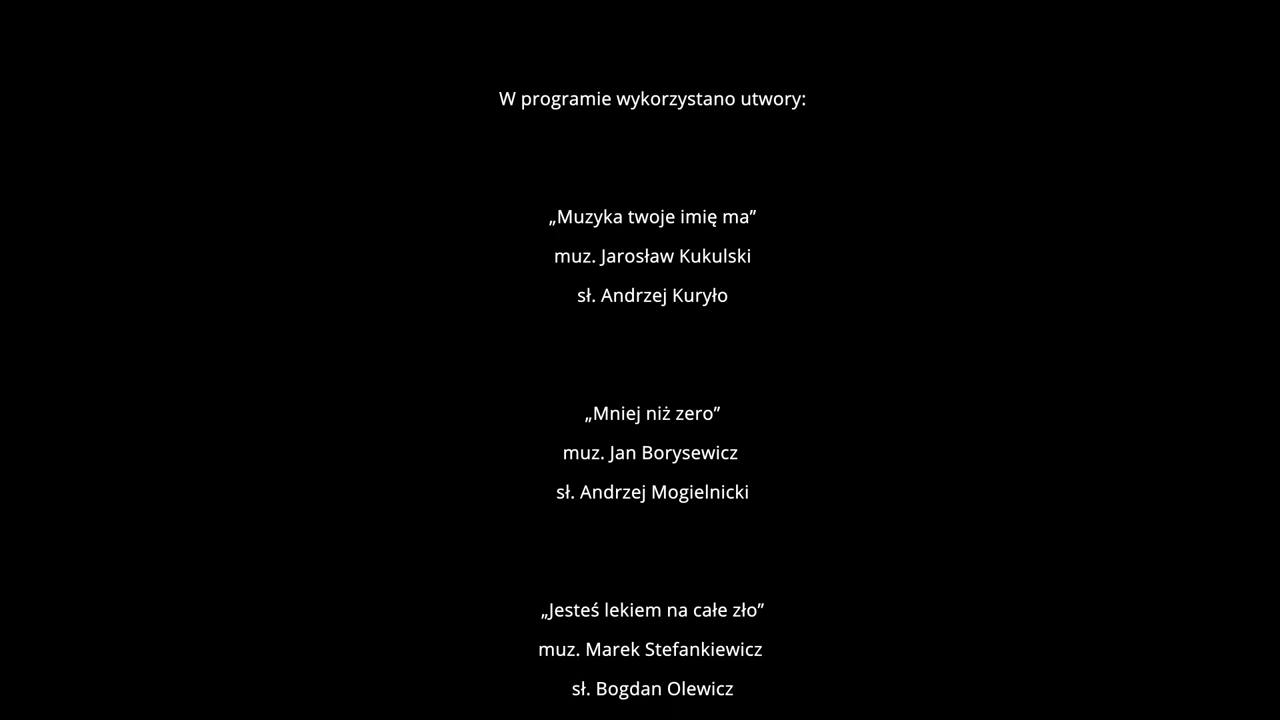 W programie wykorzystano utwory:
„Muzyka twoje imię ma”
muz. Jarosław Kukulski
sł. Andrzej Kuryło
„Mniej niż zero”
muz. Jan Borysewicz
sł. Andrzej Mogielnicki
„Jesteś lekiem na całe zło”
muz. Marek Stefankiewicz
sł. Bogdan Olewicz